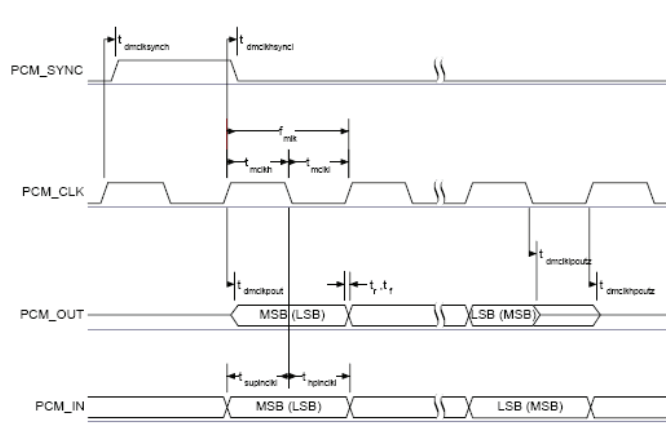 t dmclksynch
t dmclkhsyncl
PCM_SYNC
f mlk
t mclkh
t mclkl
PCM_CLK
t dmclklpoutz
t dmclkpout
t r ,t f
t dmclkhpoutz
PCM_OUT
MSB (LSB)
LSB (MSB)
t supinclkl
t hpinclkl
PCM_IN
MSB (LSB)
LSB (MSB)